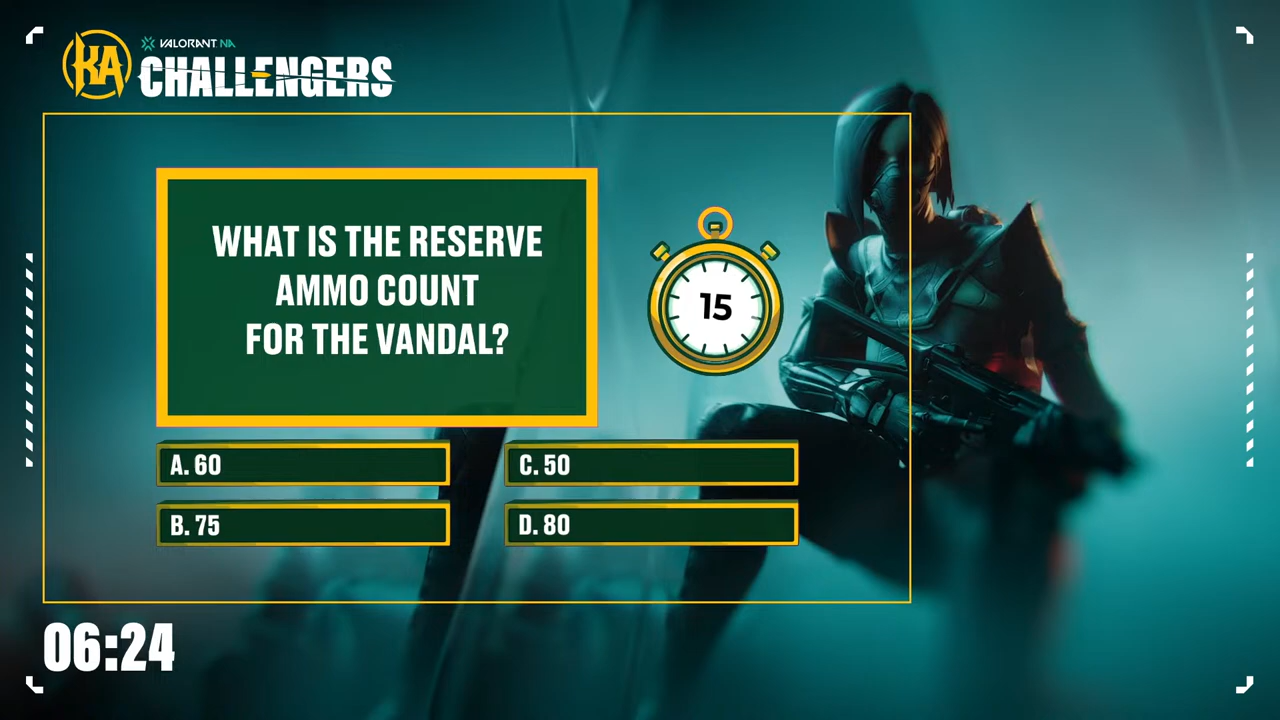 KA
VALORANT NA
CHALLENGERS
WHAT IS THE RESERVE
AMMO COUNT
FOR THE VANDAL?
15
A. 60
C. 50
B. 75
D. 80
06:24